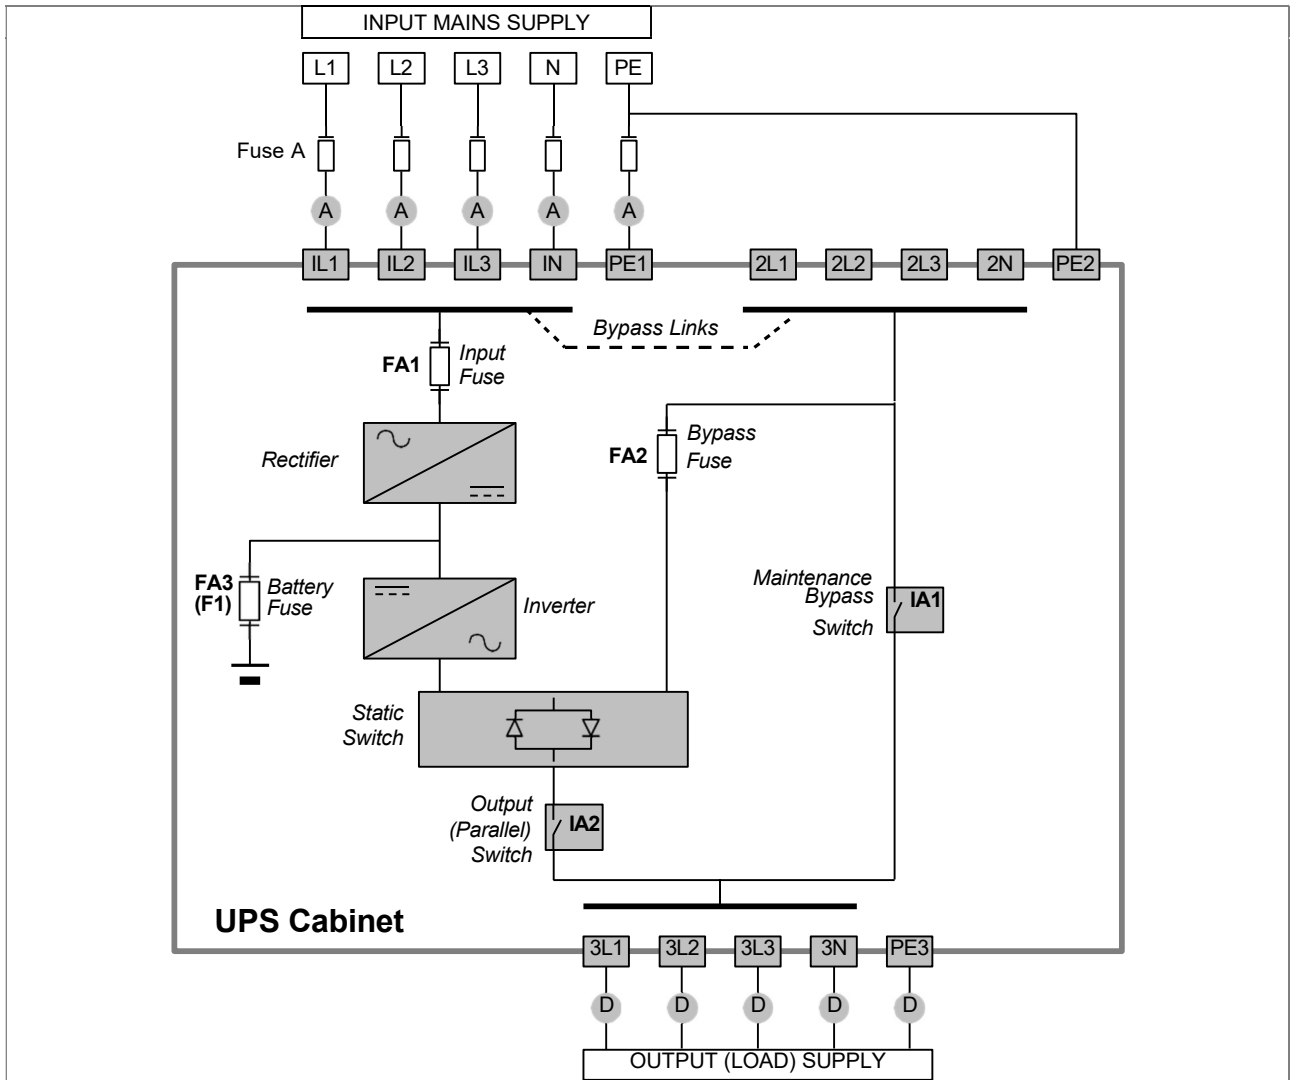 INPUT MAINS SUPPLY
L1 L2 L3 N PE
Fuse A
A A A A A
IL1 IL2 IL3 IN PE1 2L1 2L2 2L3 2N PE2
Bypass Links
FA1
Input
Fuse
Rectifier
FA2
Bypass
Fuse
FA3
(F1)
Battery
Fuse
Inverter
Maintenance
Bypass
Switch
IA1
Static
Switch
Output
(Parallel)
Switch
IA2
UPS Cabinet
3L1 3L2 3L3 3N PE3
D D D D D
OUTPUT (LOAD) SUPPLY